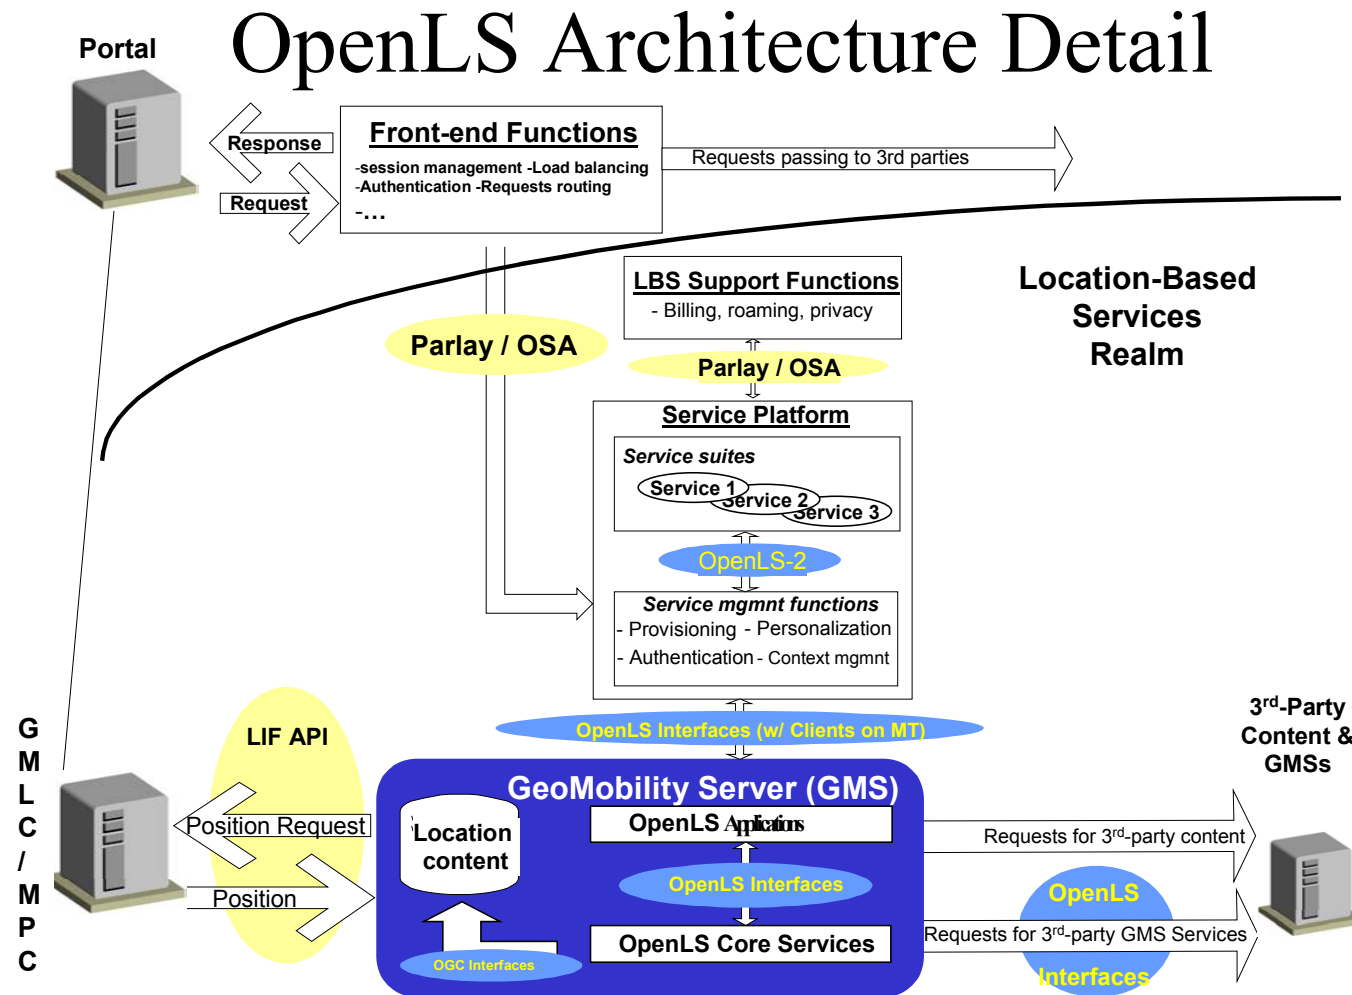 OpenLS Architecture Detail
Portal
Response
Request
Front-end Functions
-session management -Load balancing
-Authentication -Requests routing
-...
Requests passing to 3rd parties
Location-Based
Services
Realm
LBS Support Functions
- Billing, roaming, privacy
Parlay / OSA
Parlay / OSA
Service Platform
Service suites
Service 1
Service 2
Service 3
OpenLS-2
Service mgmnt functions
- Provisioning - Personalization
- Authentication - Context mgmnt
OpenLS Interfaces (w/ Clients on MT)
GMLC/MPC
LIF API
Position Request
Position
GeoMobility Server (GMS)
Location
content
OGC Interfaces
OpenLS Applications
OpenLS Interfaces
OpenLS Core Services
3rd-Party
Content &
GMSs
Requests for 3rd-party content
OpenLS
Requests for 3rd-party GMS Services
Interfaces